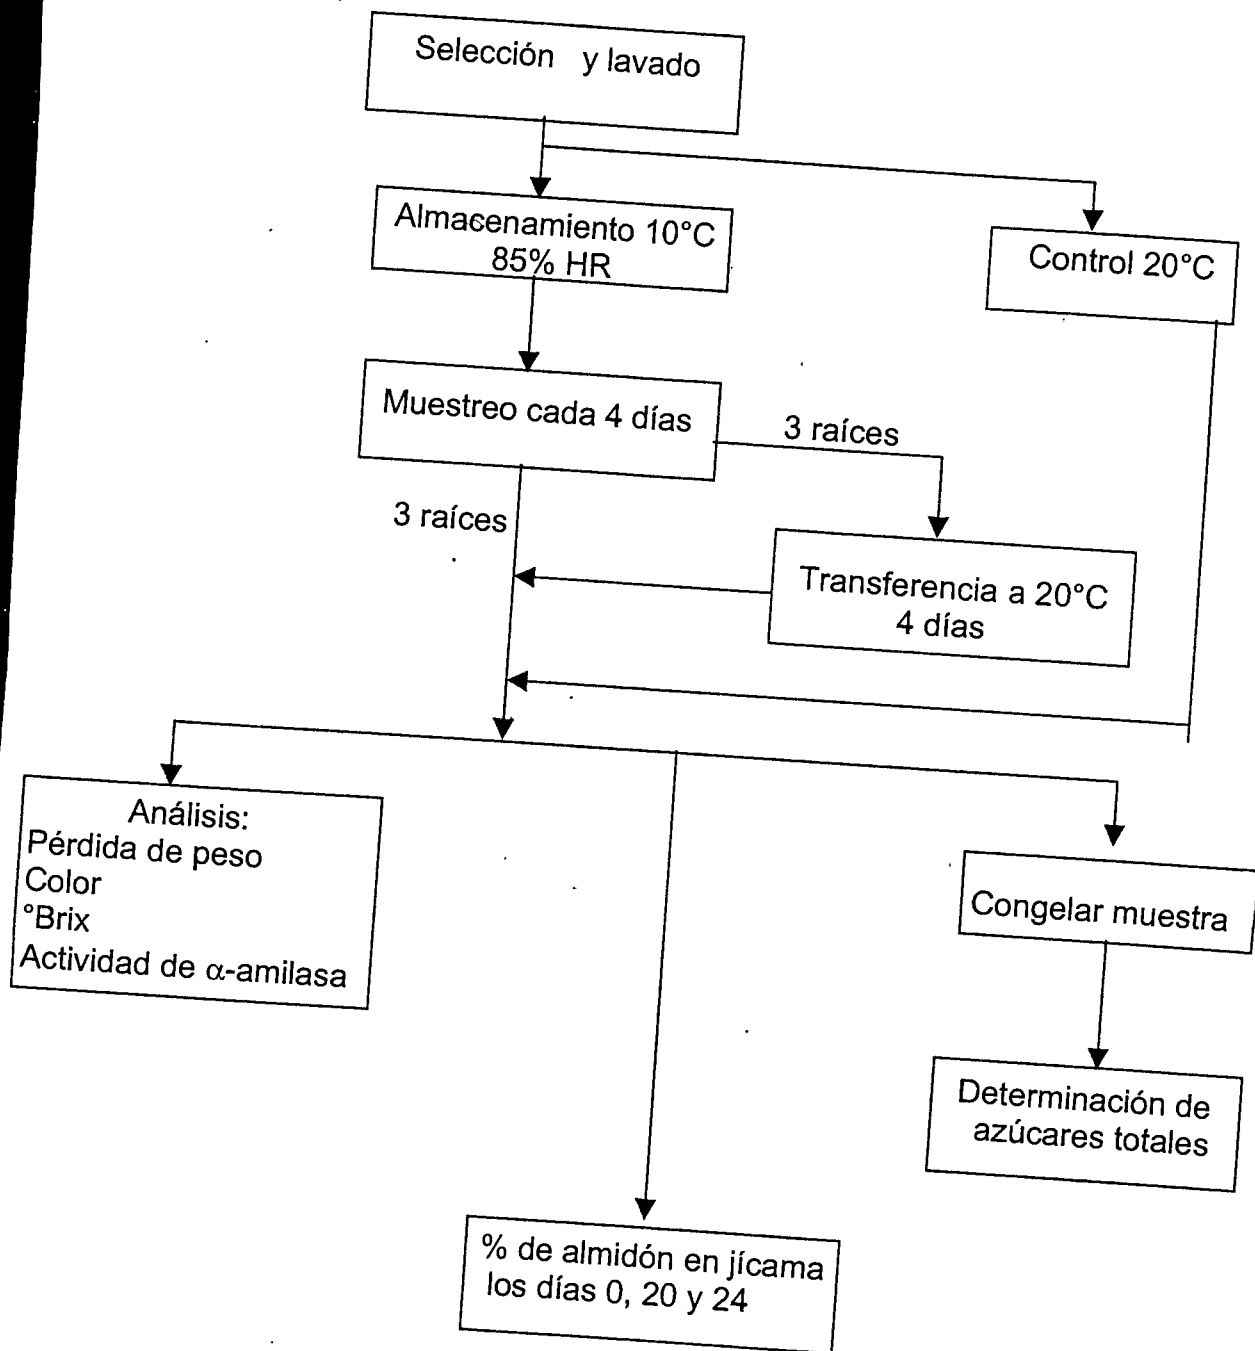 Selección y lavado
Almacenamiento 10°C
85% HR
Control 20°C
Muestreo cada 4 días
3 raíces
3 raíces
Transferencia a 20°C
4 días
Análisis:
Pérdida de peso
Color
°Brix
Actividad de α-amilasa
Congelar muestra
Determinación de
azúcares totales
% de almidón en jícama
los días 0, 20 y 24